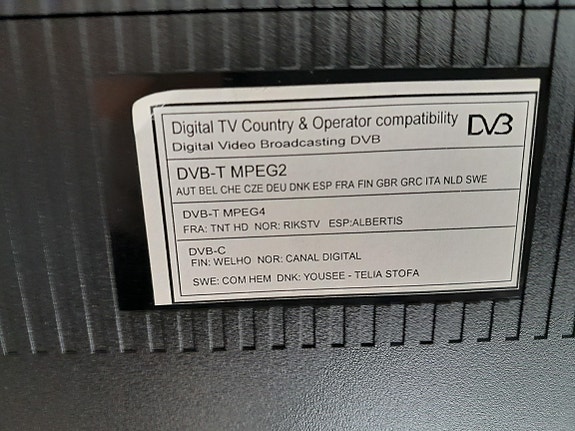 Digital TV Country & Operator compatibility DVB
Digital Video Broadcasting DVB
DVB-T MPEG2
AUT BEL CHE CZE DEU DNK ESP FRA FIN GBR GRC ITA NLD SWE
DVB-T MPEG4
FRA: TNT HD NOR: RIKSTV ESP:ALBERTIS
DVB-C
FIN: WELHO NOR: CANAL DIGITAL
SWE: COM HEM DNK: YOUSEE - TELIA STOFA